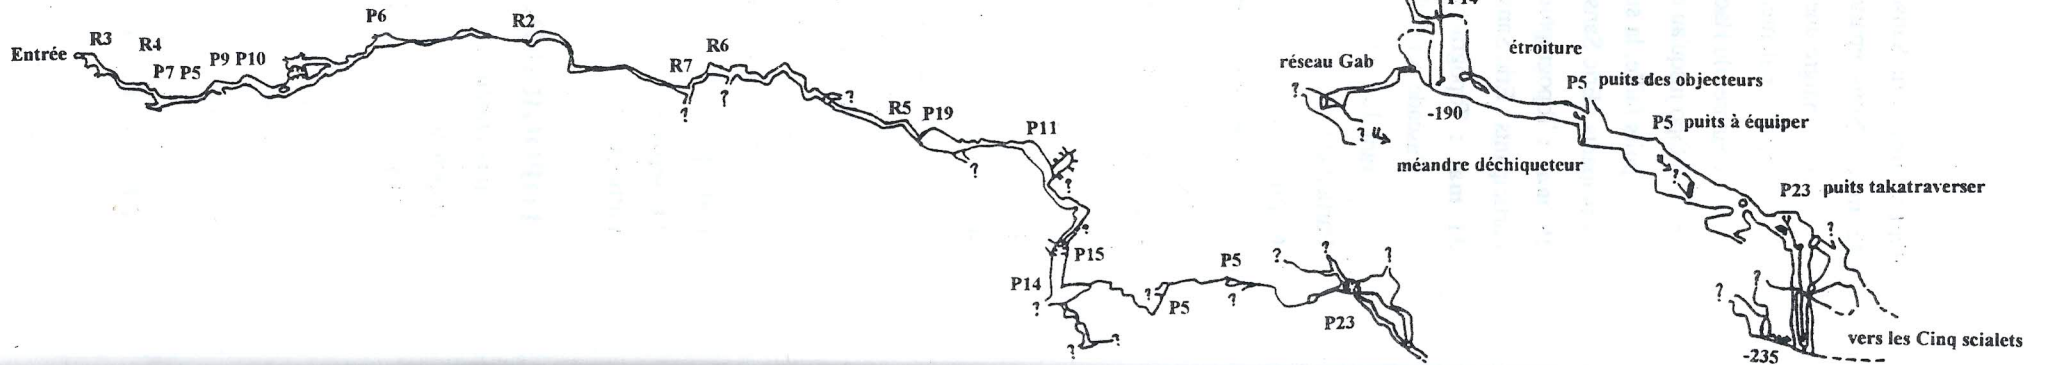 Entrée
R3
R4
P7 P5
P9 P10
P6
R2
R7
R6
?
?
?
R5
P19
?
P11
?
?
P15
P14
?
?
?
?
P5
P5
?
?
?
?
P23
P14
étroiture
réseau Gab
?
?
-190
P5 puits des objecteurs
P5 puits à équiper
méandre déchiqueteur
?
P23 puits takatraverser
?
?
?
vers les Cinq scialets
-235